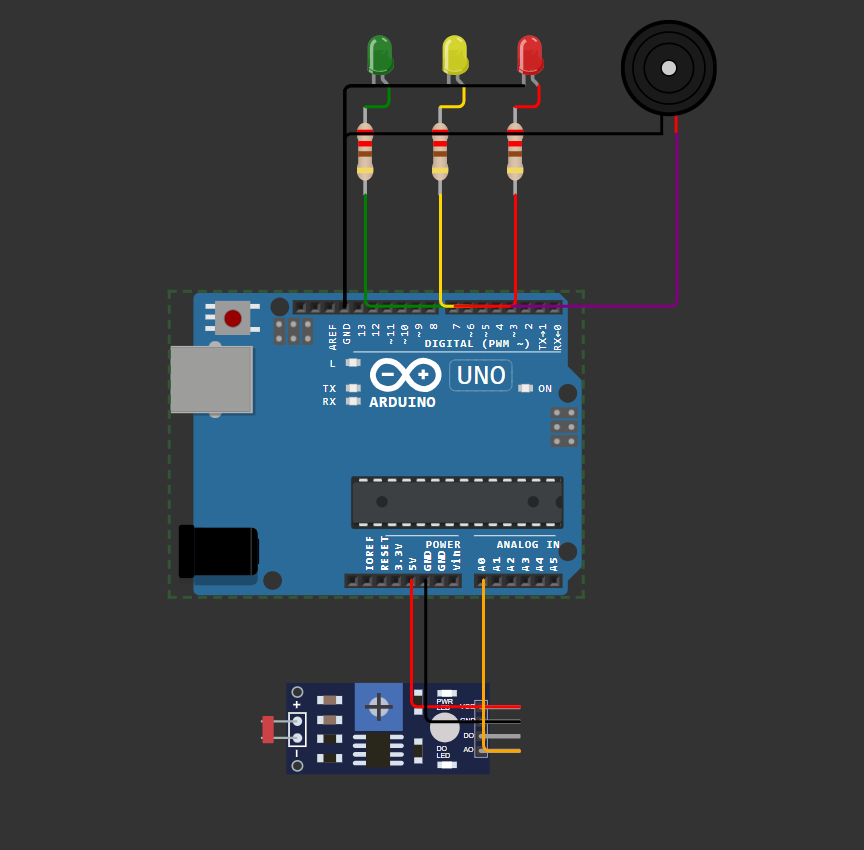 AREF
GND
13
12
~11
~10
~9
8
7
~6
~5
4
~3
2
TX→1
RX←0
DIGITAL (PWM ~)
L
TX
RX
UNO
ON
ARDUINO
POWER
ANALOG IN
IOREF
RESET
3.3V
5V
GND
GND
Vin
A0
A1
A2
A3
A4
A5
+
PWR
LED
VCC
GND
DO
AO
DO
LED
−